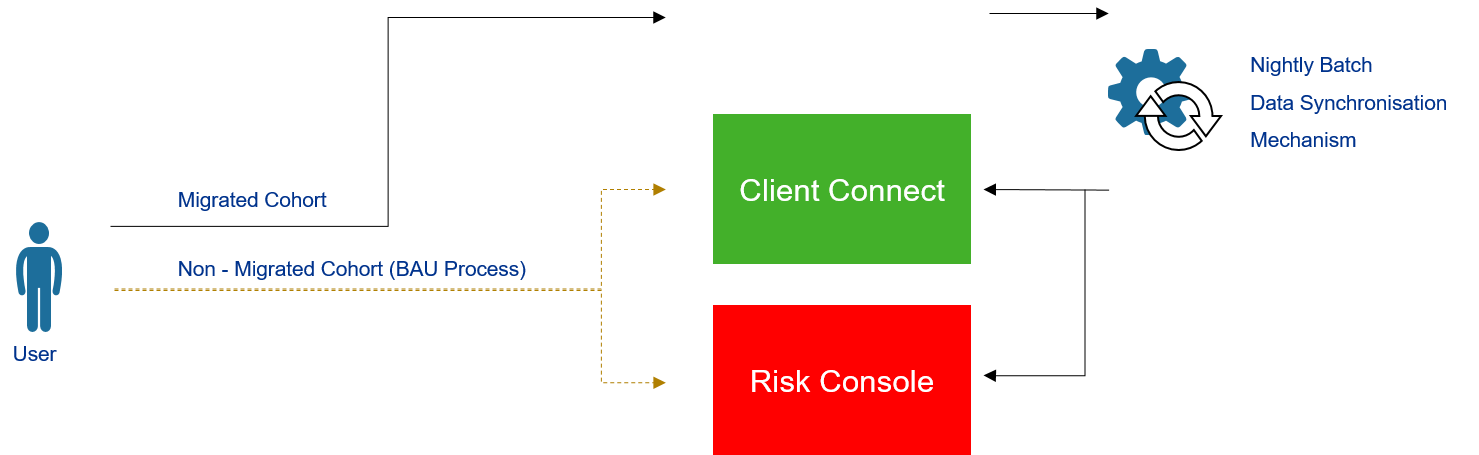 Nightly Batch
Data Synchronisation
Mechanism
Client Connect
Migrated Cohort
Non - Migrated Cohort (BAU Process)
User
Risk Console